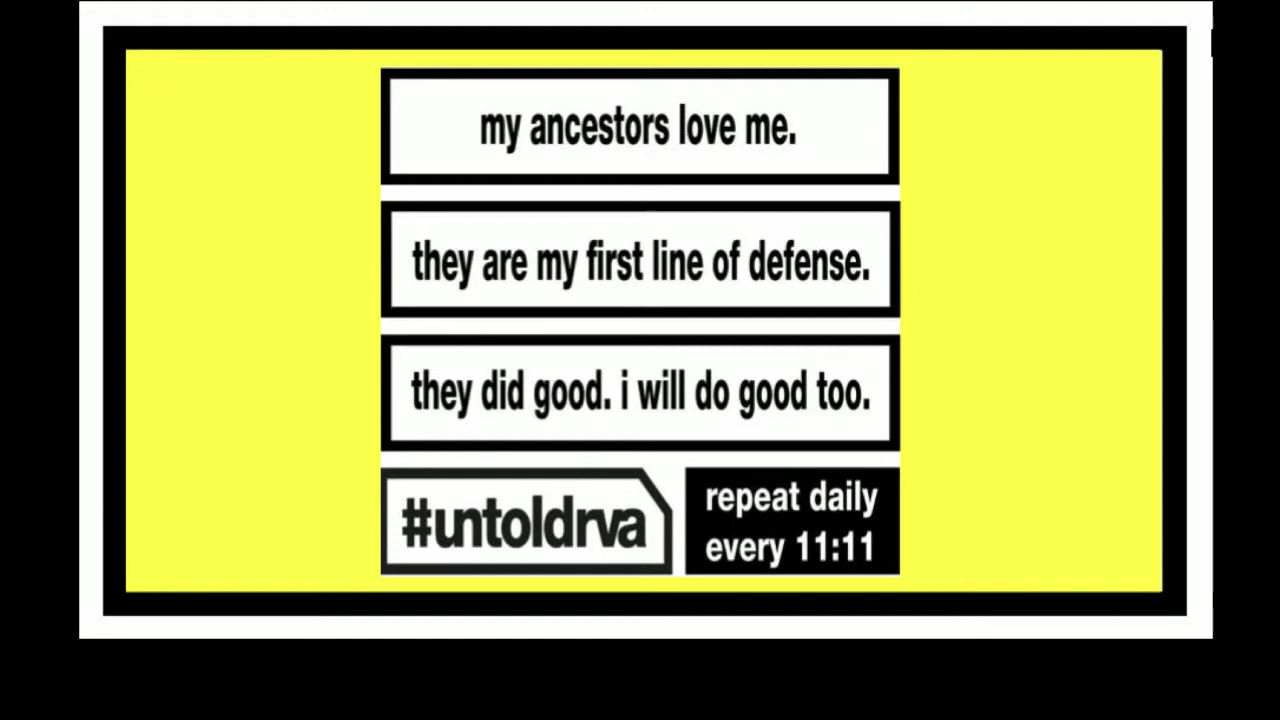 my ancestors love me.
they are my first line of defense.
they did good. i will do good too.
#untoldrva
repeat daily
every 11:11